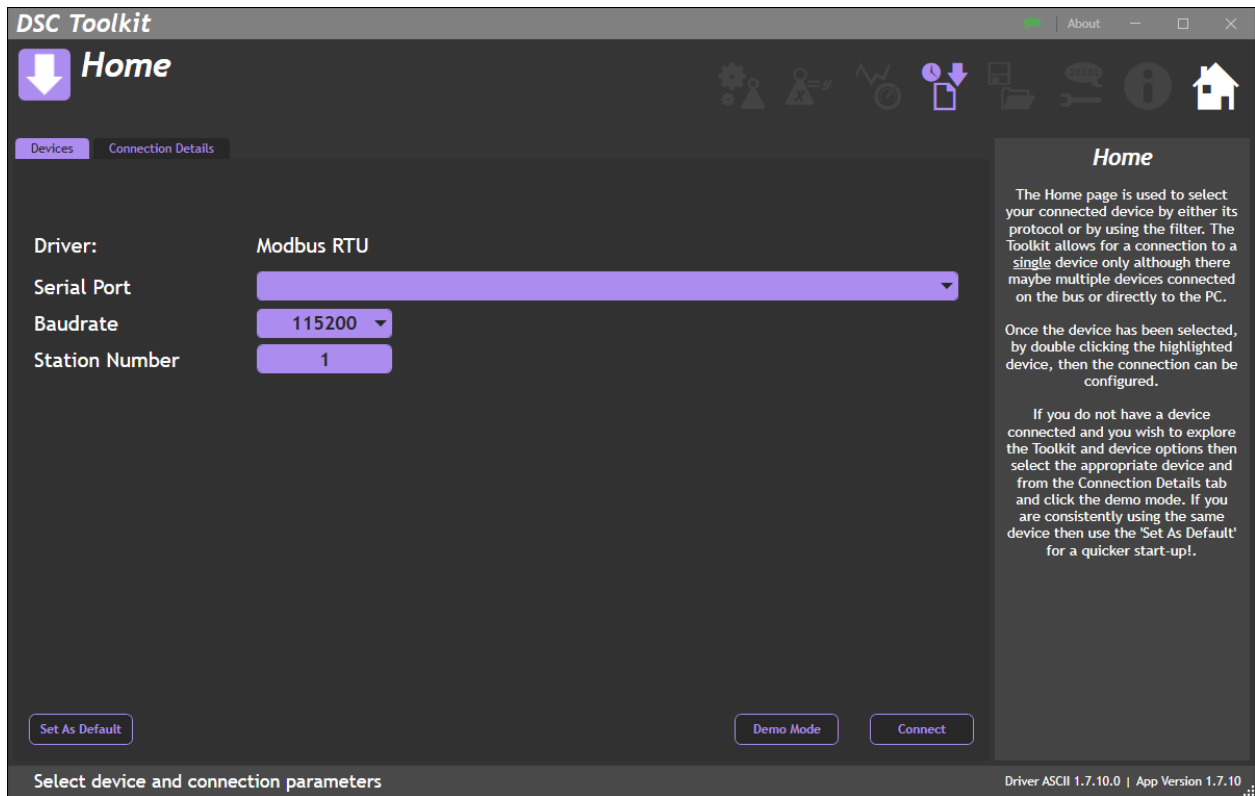 DSC Toolkit
About
Home
Devices
Connection Details
Driver:
Modbus RTU
Serial Port
Baudrate
115200
Station Number
1
Set As Default
Demo Mode
Connect
Home
The Home page is used to select
your connected device by either its
protocol or by using the filter. The
Toolkit allows for a connection to a
single device only although there
maybe multiple devices connected
on the bus or directly to the PC.
Once the device has been selected,
by double clicking the highlighted
device, then the connection can be
configured.
If you do not have a device
connected and you wish to explore
the Toolkit and device options then
select the appropriate device and
from the Connection Details tab
and click the demo mode. If you
are consistently using the same
device then use the 'Set As Default'
for a quicker start-up!.
Select device and connection parameters
Driver ASCII 1.7.10.0 | App Version 1.7.10